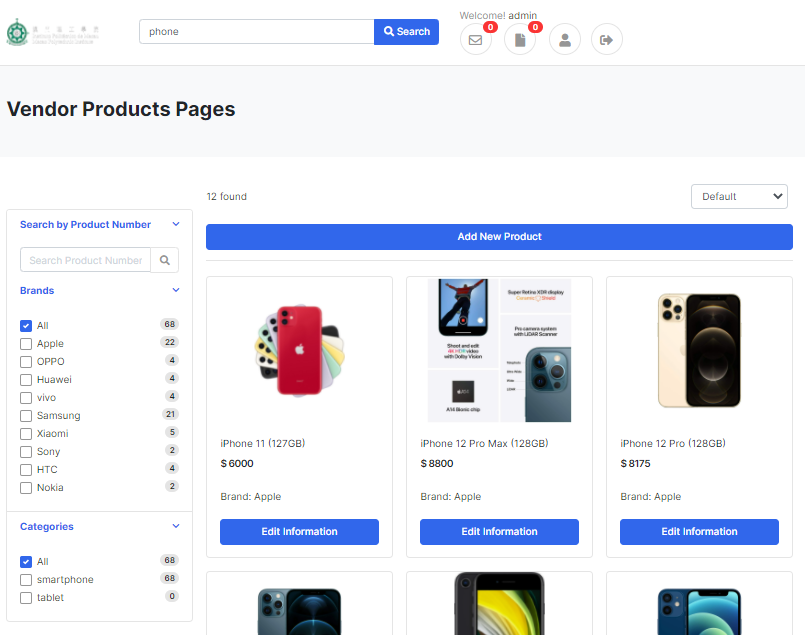 Welcome! admin
phone
Search
0
0
Vendor Products Pages
12 found
Default
Search by Product Number
Search Product Number
Brands
All 68
Apple 22
OPPO 4
Huawei 4
vivo 4
Samsung 21
Xiaomi 5
Sony 2
HTC 4
Nokia 2
Categories
All 68
smartphone 68
tablet 0
Add New Product
iPhone 11 (127GB)
$ 6000
Brand: Apple
Edit Information
Super Retina XDR display
Ceramic Shield
Shoot and edit
4K HDR video
with Dolby Vision
Pro camera system
with LiDAR Scanner
A14 Bionic chip
iPhone 12 Pro Max (128GB)
$ 8800
Brand: Apple
Edit Information
iPhone 12 Pro (128GB)
$ 8175
Brand: Apple
Edit Information